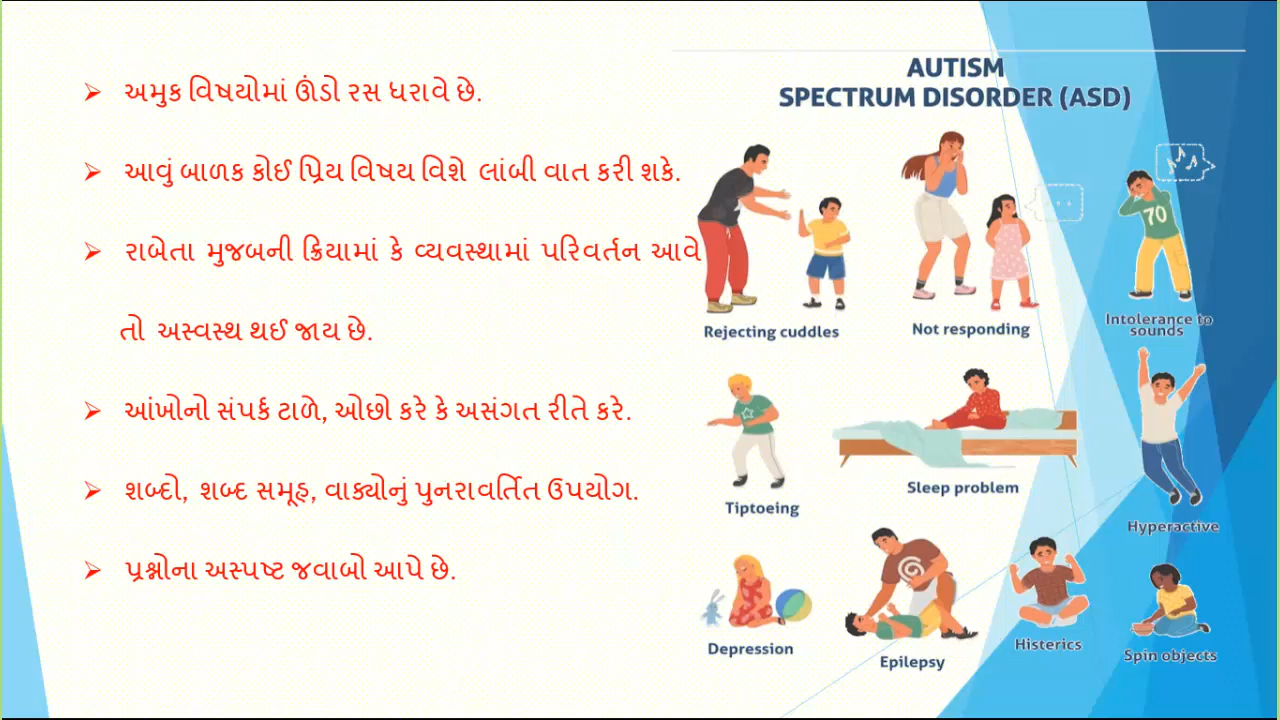 ➢ અમુક વિષયોમાં ઊંડો રસ ધરાવે છે.
➢ આવું બાળક કોઈ પ્રિય વિષય વિશે લાંબી વાત કરી શકે.
➢ રાબેતા મુજબની ક્રિયામાં કે વ્યવસ્થામાં પરિવર્તન આવે
તો અસ્વસ્થ થઈ જાય છે.
➢ આંખોનો સંપર્ક ટાળે, ઓછો કરે કે અસંગત રીતે કરે.
➢ શબ્દો, શબ્દ સમૂહ, વાક્યોનું પુનરાવર્તિત ઉપયોગ.
➢ પ્રશ્નોના અસ્પષ્ટ જવાબો આપે છે.
AUTISM
SPECTRUM DISORDER (ASD)
70
Rejecting cuddles
Not responding
Intolerance to
sounds
Tiptoeing
Sleep problem
Hyperactive
Depression
Epilepsy
Histerics
Spin objects